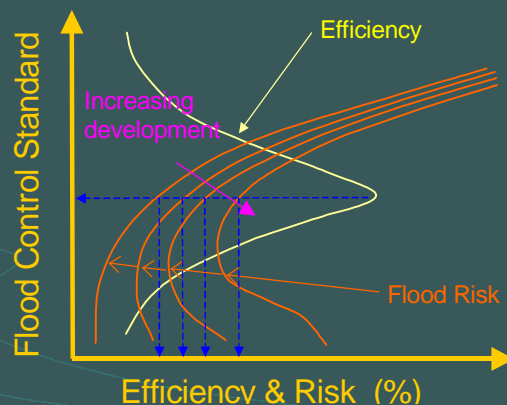 Efficiency
Increasing
development
Flood Control Standard
Flood Risk
Efficiency & Risk (%)